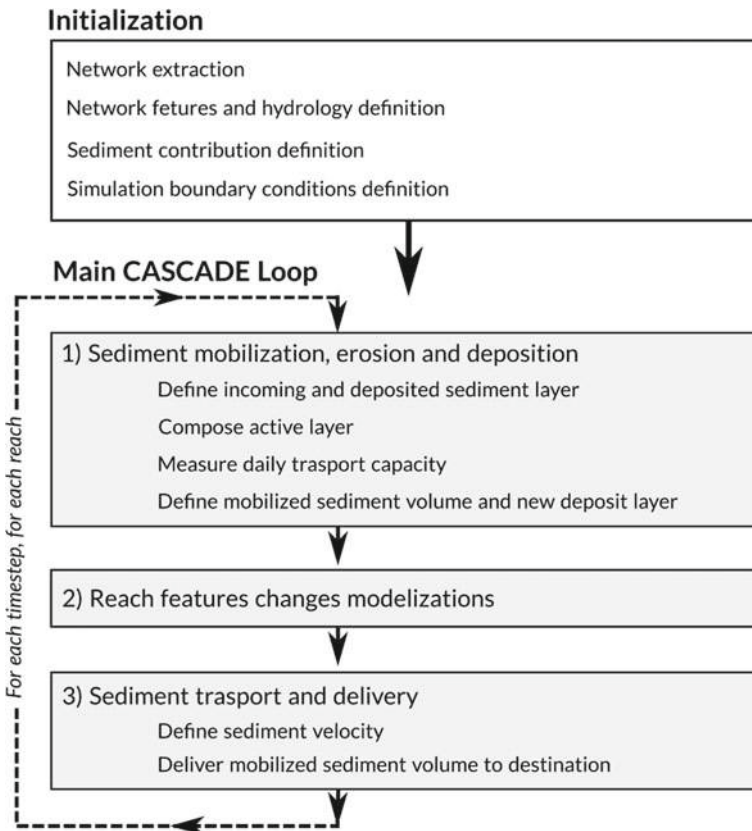 Initialization
Network extraction
Network fetures and hydrology definition
Sediment contribution definition
Simulation boundary conditions definition
Main CASCADE Loop
For each timestep, for each reach
1) Sediment mobilization, erosion and deposition
Define incoming and deposited sediment layer
Compose active layer
Measure daily trasport capacity
Define mobilized sediment volume and new deposit layer
2) Reach features changes modelizations
3) Sediment trasport and delivery
Define sediment velocity
Deliver mobilized sediment volume to destination